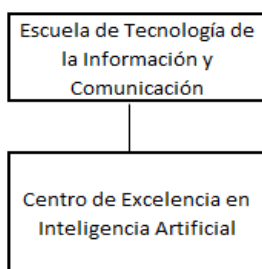 Escuela de Tecnología de
la Información y
Comunicación
Centro de Excelencia en
Inteligencia Artificial